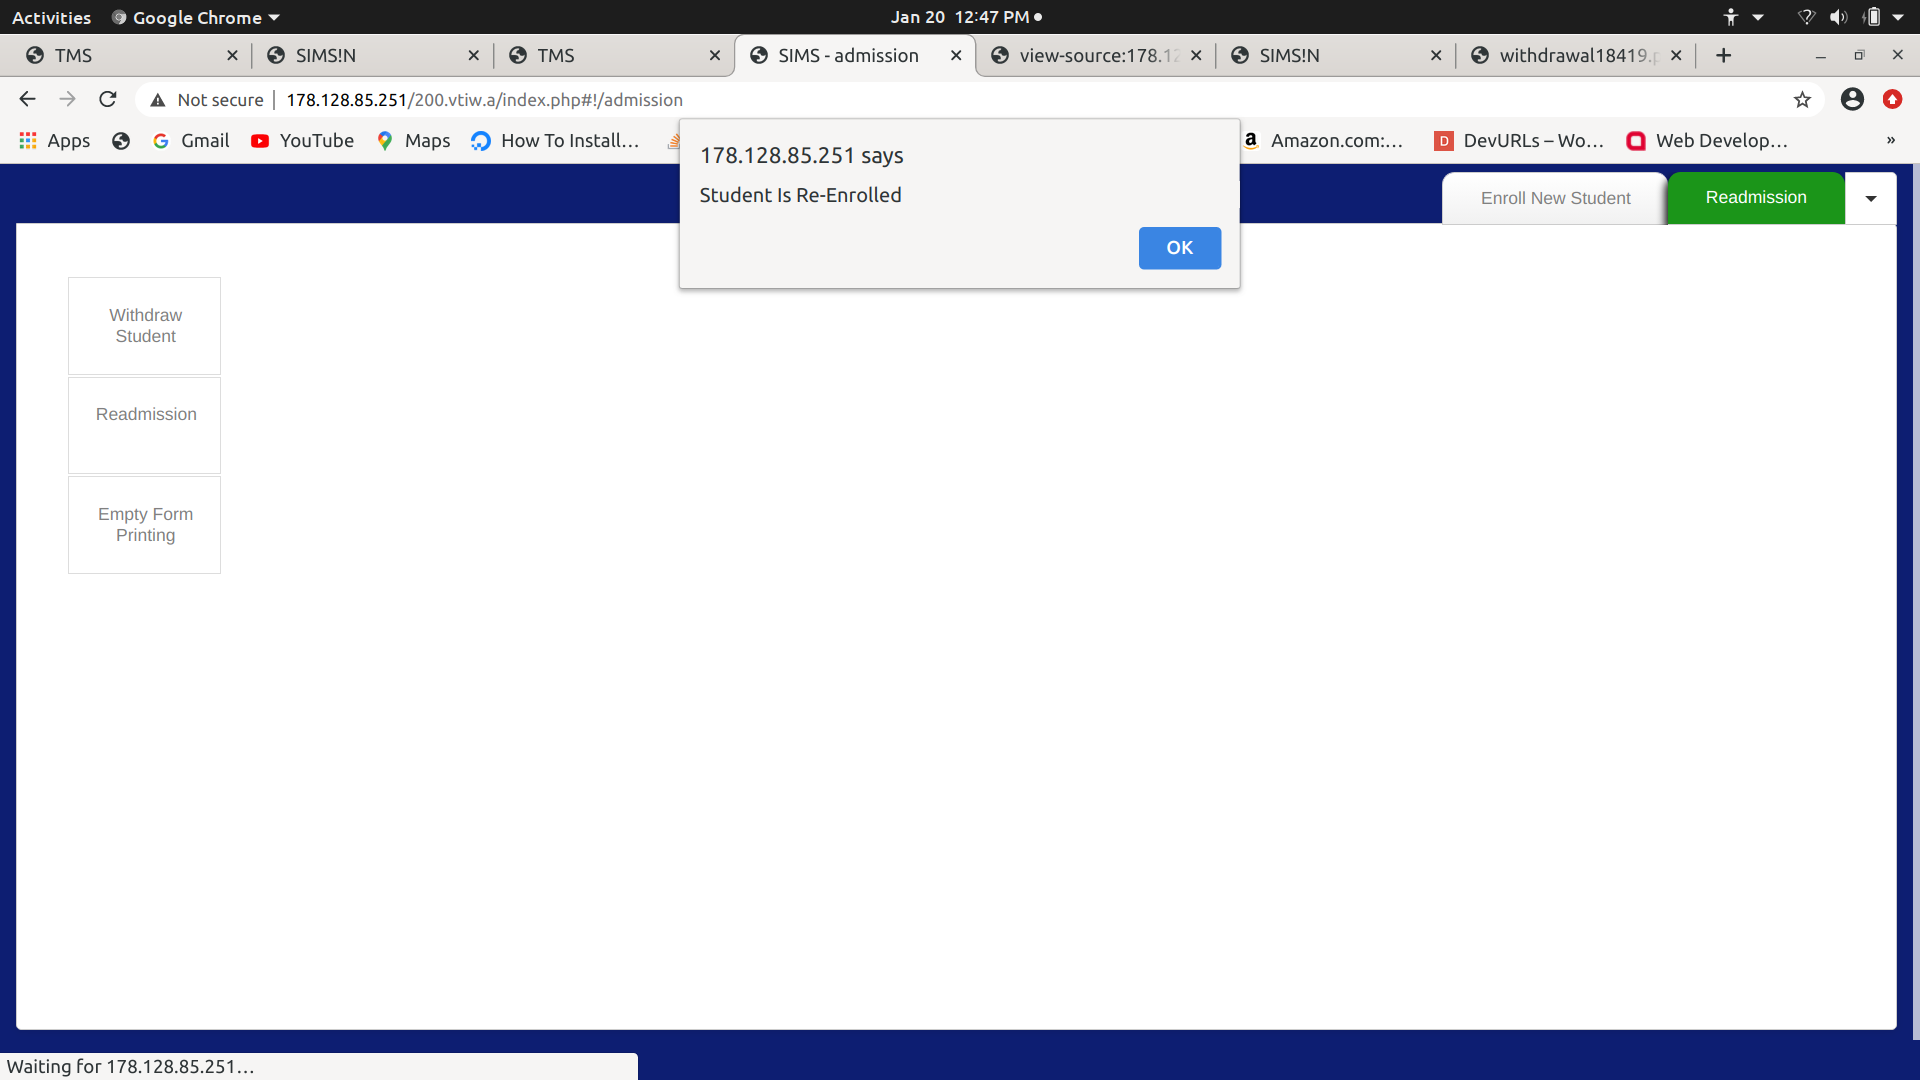 Activities Google Chrome Jan 20 12:47 PM
TMS SIMS!N TMS SIMS - admission view-source:178.12 SIMS!N withdrawal18419.p
Not secure 178.128.85.251/200.vtiw.a/index.php#!/admission
Apps Gmail YouTube Maps How To Install… Amazon.com:… DevURLs – Wo… Web Develop… »
178.128.85.251 says
Student Is Re-Enrolled
OK
Enroll New Student Readmission
Withdraw
Student
Readmission
Empty Form
Printing
Waiting for 178.128.85.251…